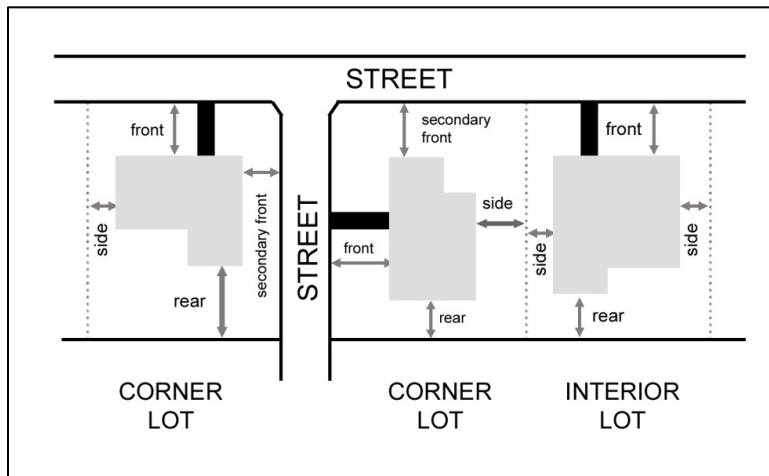 STREET
front
secondary front
side
rear
STREET
secondary
front
front
side
rear
front
side
side
rear
CORNER
LOT
CORNER
LOT
INTERIOR
LOT